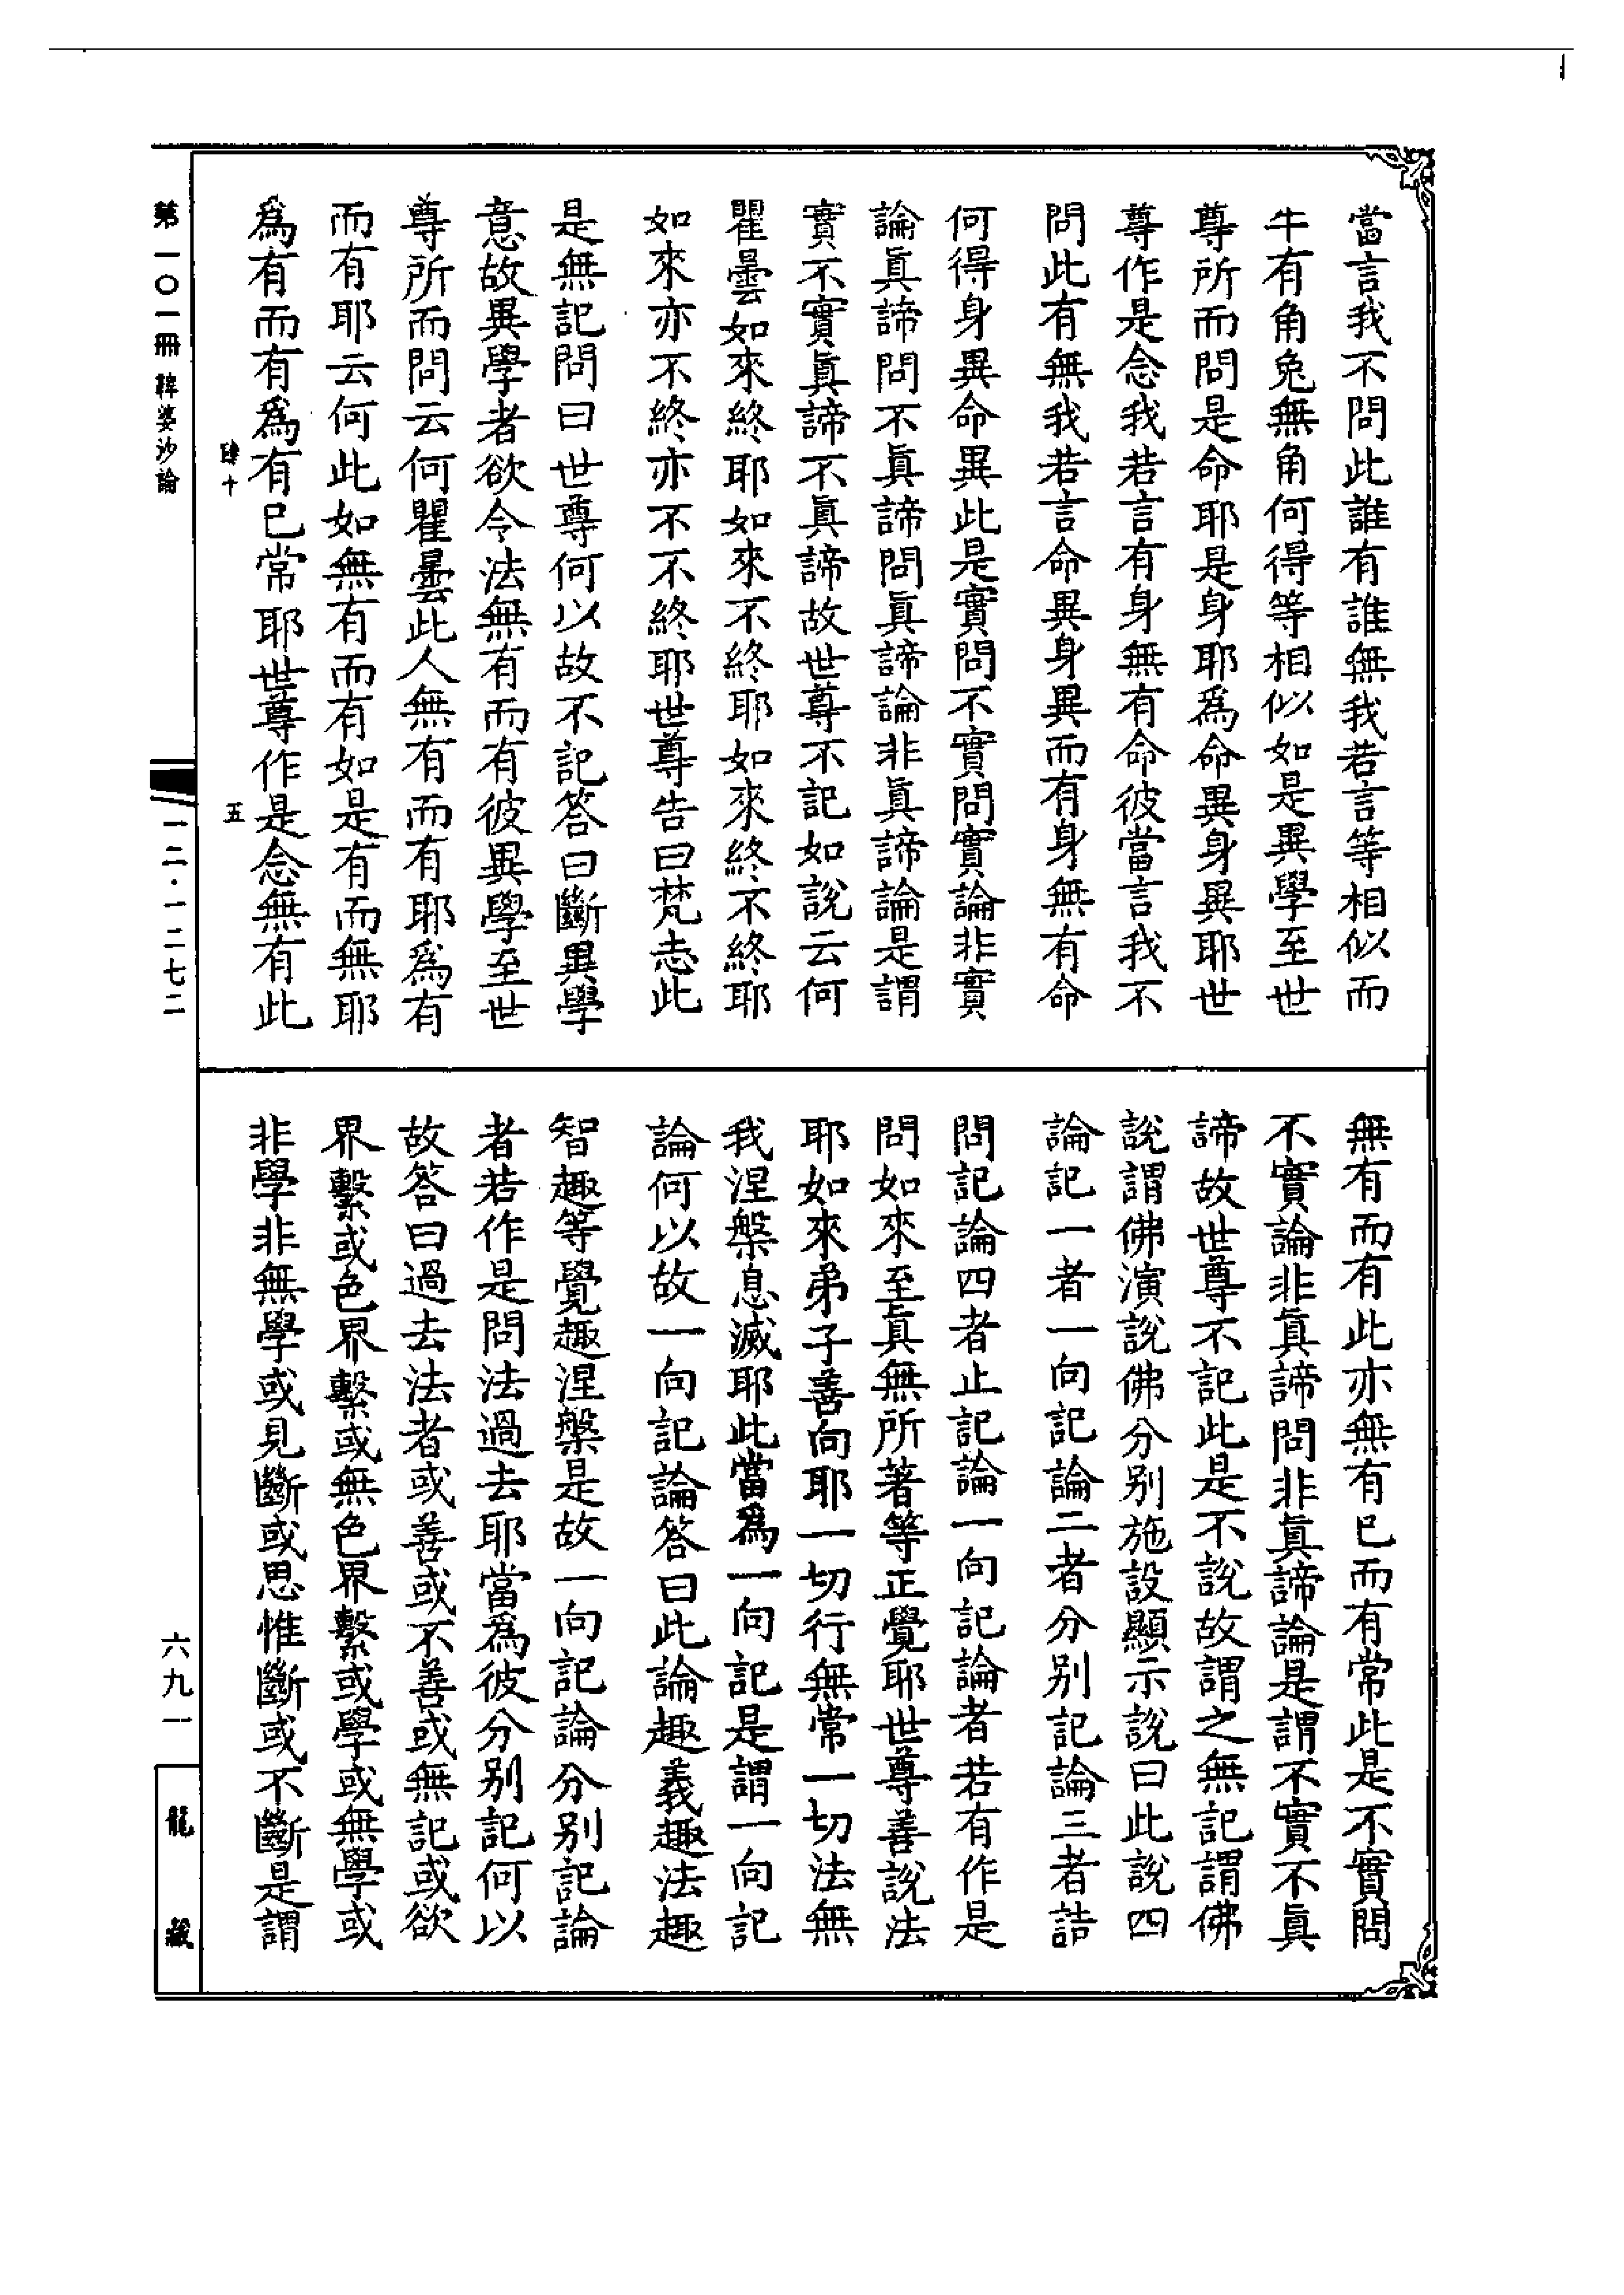 當言我不問此誰有誰無我若言等相似而
牛有角兔無角何得等相似如是異學至世
尊所而問是命耶是身耶爲命異身異耶世
尊作是念我若言有身無有命彼當言我不
問此有無我若言命異身異而有身無有命
何得身異命異此是實問不實問實論非實
論眞諦問不眞諦問眞諦論非眞諦論是謂
實不實眞諦不眞諦故世尊不記如說云何
瞿曇如來終耶如來不終耶如來終不終耶
如來亦不終亦不不終耶世尊告曰梵志此
是無記問曰世尊何以故不記答曰斷異學
意故異學者欲令法無有而有彼異學至世
尊所而問云何瞿曇此人無有而有耶爲有
而有耶云何此如無有而有如是有而無耶
爲有而有爲有已常耶世尊作是念無有此
肆十
五
無有而有此亦無有已而有常此是不實問
不實論非眞諦問非眞諦論是謂不實不眞
諦故世尊不記此是不說故謂之無記謂佛
說謂佛演說佛分別施設顯示說曰此說四
論記一者一向記論二者分別記論三者詰
問記論四者止記論一向記論者若有作是
問如來至眞無所著等正覺耶世尊善說法
耶如來弟子善向耶一切行無常一切法無
我涅槃息滅耶此當爲一向記是謂一向記
論何以故一向記論答曰此論趣義趣法趣
智趣等覺趣涅槃是故一向記論分別記論
者若作是問法過去耶當爲彼分別記何以
故答曰過去法者或善或不善或無記或欲
界繫或色界繫或無色界繫或學或無學或
非學非無學或見斷或思惟斷或不斷是謂
第一〇一冊 鞞婆沙論
一二·一二七二
六九一
龍藏